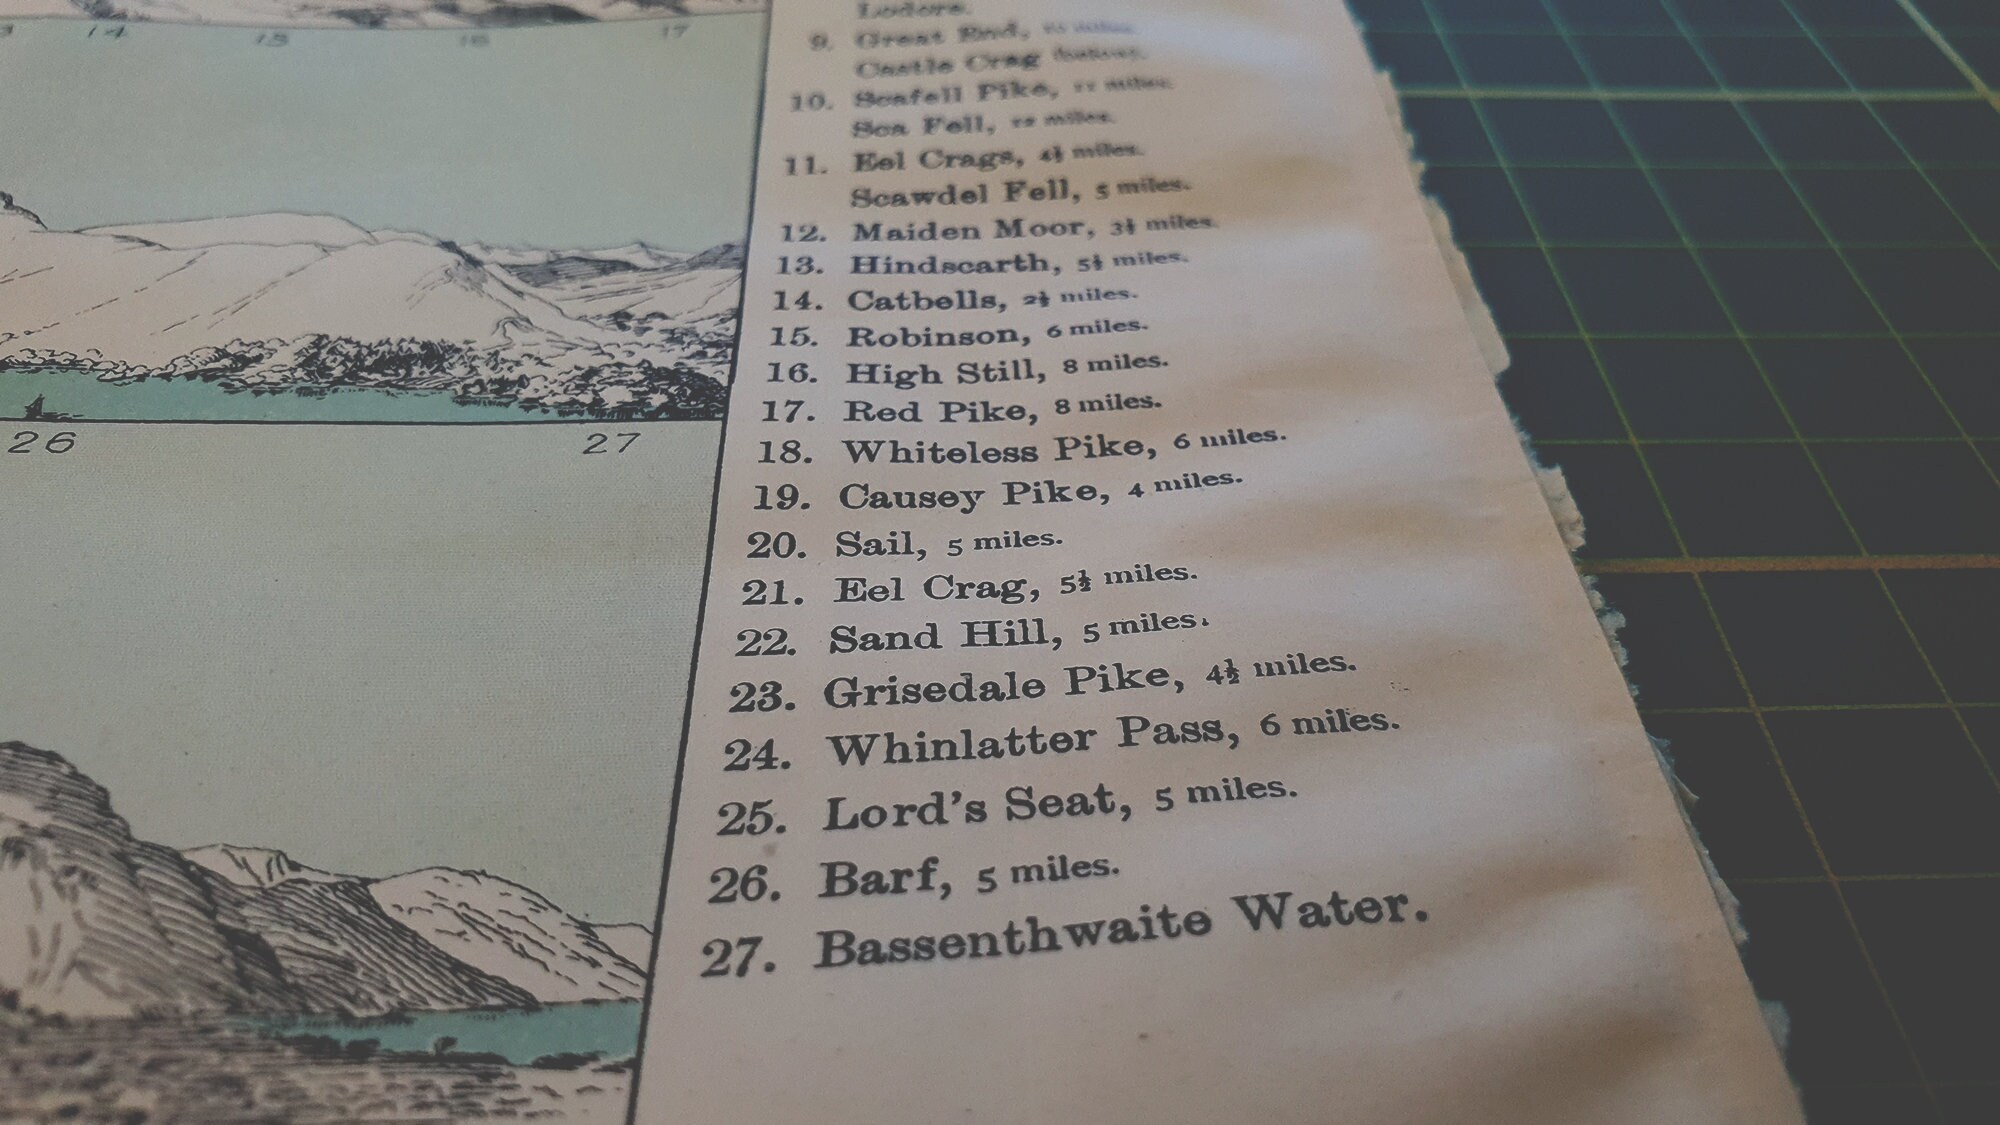 14 15 16 17
26 27
Lodore.
9. Great End,
Castle Crag
10. Scafell Pike, 11 miles.
Sca Fell, 12 miles.
11. Eel Crags, 4½ miles.
Scawdel Fell, 5 miles.
12. Maiden Moor, 3½ miles.
13. Hindscarth, 5½ miles.
14. Catbells, 2½ miles.
15. Robinson, 6 miles.
16. High Still, 8 miles.
17. Red Pike, 8 miles.
18. Whiteless Pike, 6 miles.
19. Causey Pike, 4 miles.
20. Sail, 5 miles.
21. Eel Crag, 5½ miles.
22. Sand Hill, 5 miles.
23. Grisedale Pike, 4½ miles.
24. Whinlatter Pass, 6 miles.
25. Lord's Seat, 5 miles.
26. Barf, 5 miles.
27. Bassenthwaite Water.